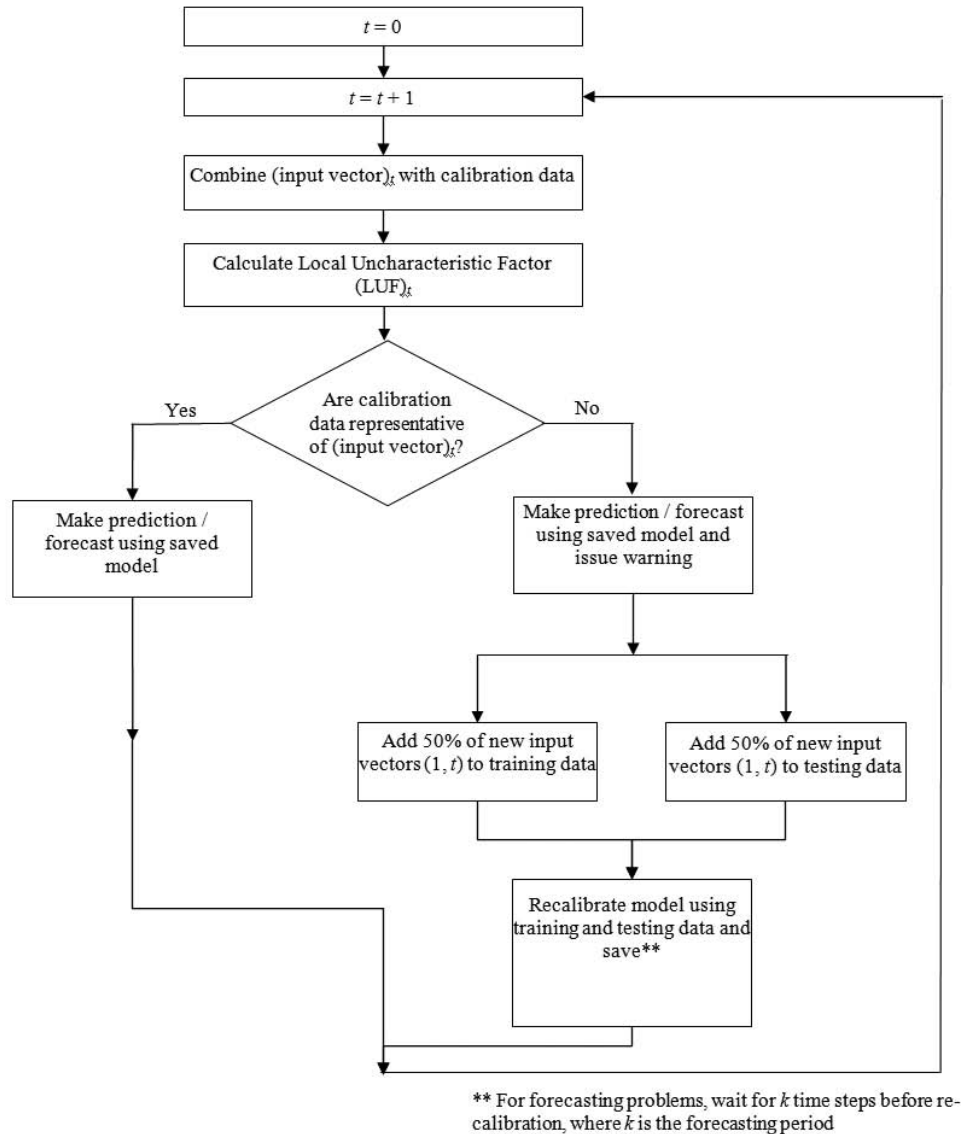 t = 0
t = t + 1
Combine (input vector)t with calibration data
Calculate Local Uncharacteristic Factor
(LUF)t
Are calibration
data representative
of (input vector)t?
Yes
No
Make prediction /
forecast using saved
model
Make prediction / forecast
using saved model and
issue warning
Add 50% of new input
vectors (1, t) to training data
Add 50% of new input
vectors (1, t) to testing data
Recalibrate model using
training and testing data and
save**
** For forecasting problems, wait for k time steps before re-
calibration, where k is the forecasting period